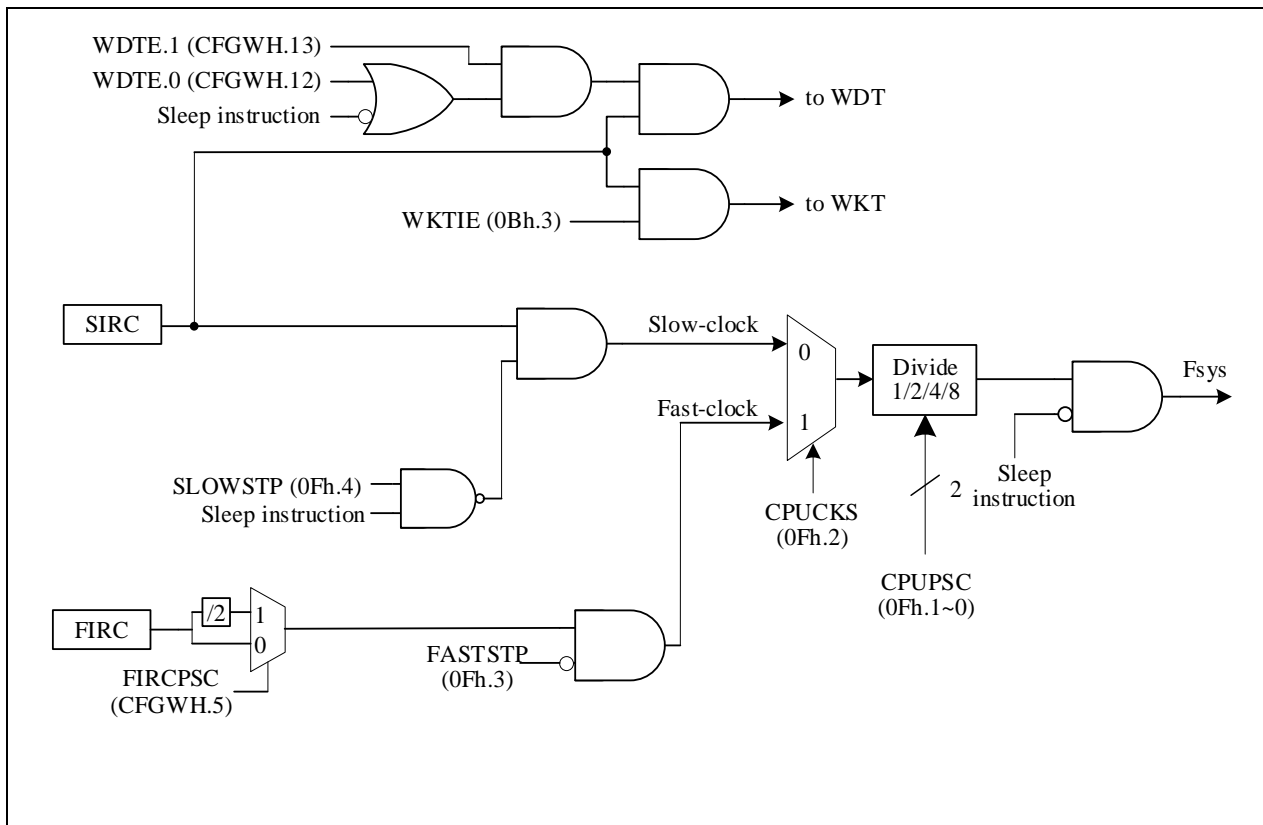 WDTE.1 (CFGWH.13)
WDTE.0 (CFGWH.12)
Sleep instruction
to WDT
to WKT
WKTIE (0Bh.3)
SIRC
Slow-clock
0
Divide
1/2/4/8
Fsys
Fast-clock
1
SLOWSTP (0Fh.4)
Sleep instruction
CPUCKS
(0Fh.2)
2
Sleep
instruction
CPUPSC
(0Fh.1~0)
FIRC
/2
1
0
FIRCPSC
(CFGWH.5)
FASTSTP
(0Fh.3)